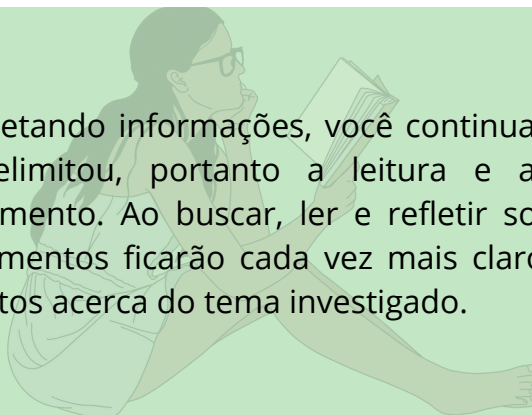 etando informações, você continua
elimitou, portanto a leitura e a
mento. Ao buscar, ler e refletir so
mentos ficarão cada vez mais claro
tos acerca do tema investigado.